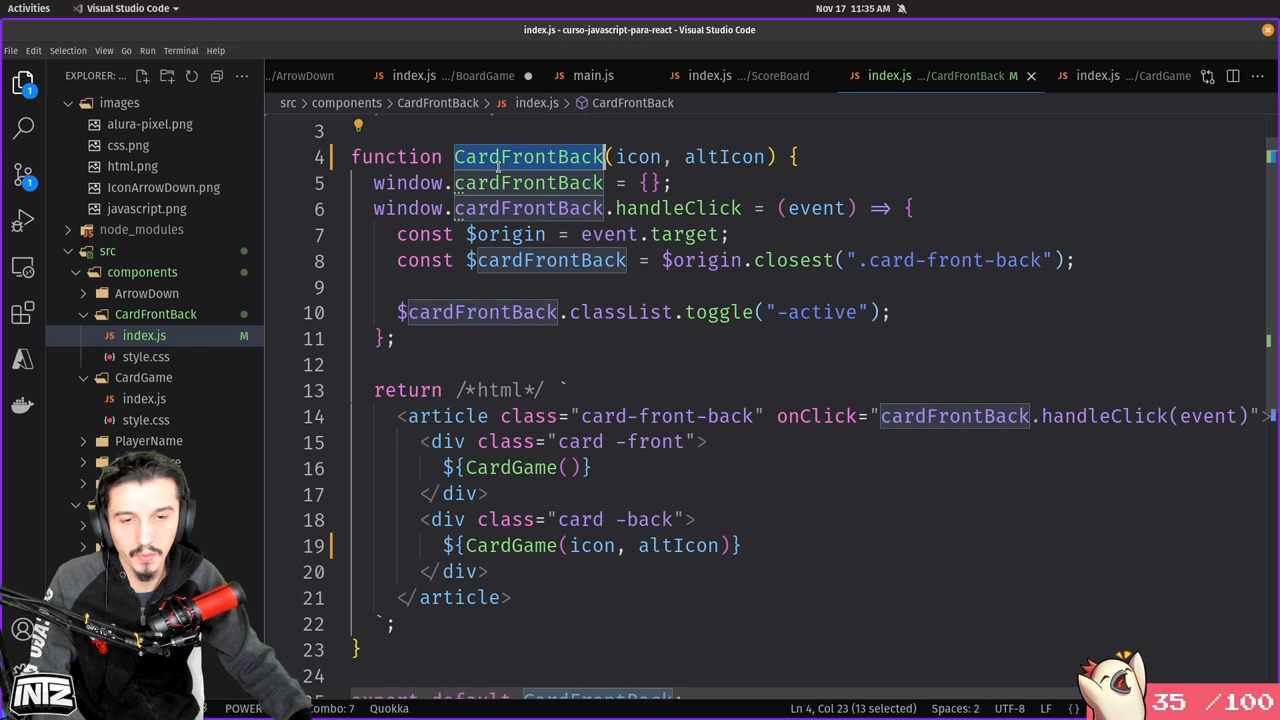 Activities
Visual Studio Code
Nov 17 11:35 AM
index.js - curso-javascript-para-react - Visual Studio Code
File Edit Selection View Go Run Terminal Help
EXPLORER: ...
.../ArrowDown
index.js .../BoardGame
main.js
index.js .../ScoreBoard
index.js .../CardFrontBack M
index.js .../CardGame
src > components > CardFrontBack > JS index.js > CardFrontBack
images
alura-pixel.png
css.png
html.png
IconArrowDown.png
javascript.png
node_modules
src
components
ArrowDown
CardFrontBack
JS index.js M
style.css
CardGame
JS index.js
style.css
PlayerName
3
4 function CardFrontBack(icon, altIcon) {
5 window.cardFrontBack = {};
6 window.cardFrontBack.handleClick = (event) => {
7 const $origin = event.target;
8 const $cardFrontBack = $origin.closest(".card-front-back");
9
10 $cardFrontBack.classList.toggle("-active");
11 };
12
13 return /*html*/ `
14 <article class="card-front-back" onClick="cardFrontBack.handleClick(event)">
15 <div class="card -front">
16 ${CardGame()}
17 </div>
18 <div class="card -back">
19 ${CardGame(icon, altIcon)}
20 </div>
21 </article>
22 `;
23 }
24
export default CardFrontBack;
INTZ
POWER Combo: 7 Quokka
Ln 4, Col 23 (13 selected) Spaces: 2 UTF-8 LF {}
35 /100